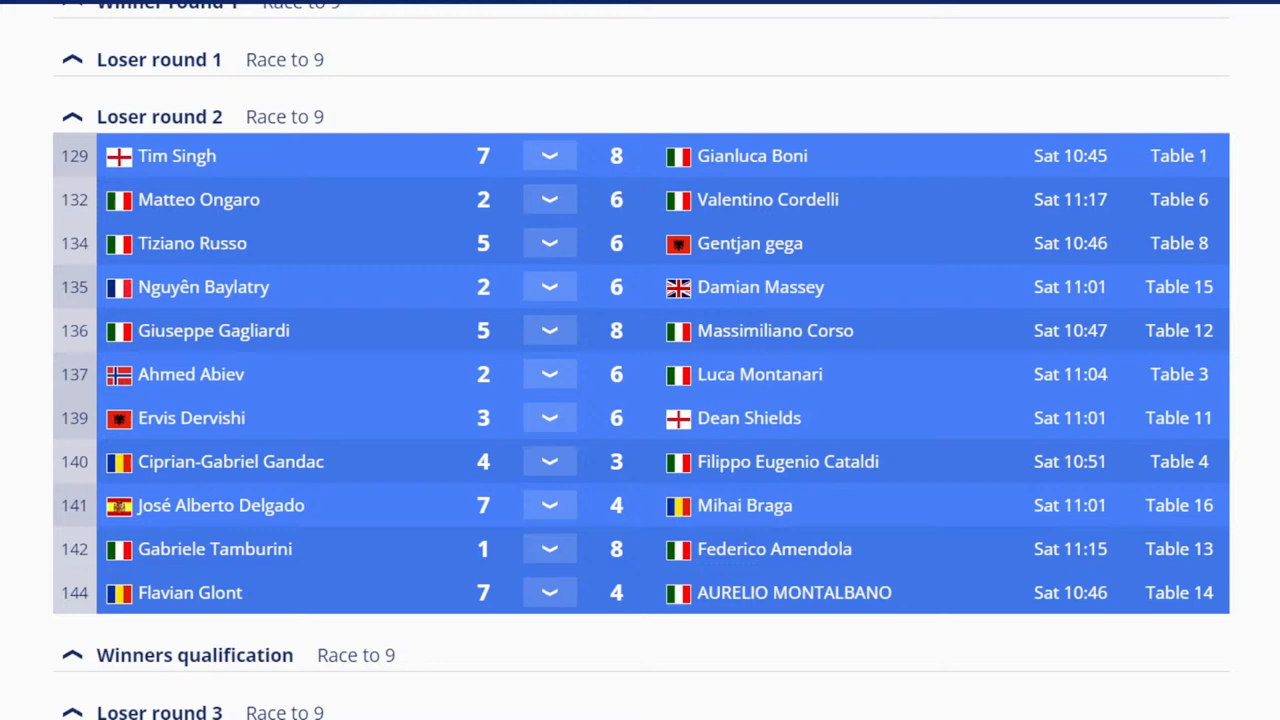 Winner round 1 Race to 9
Loser round 1 Race to 9
Loser round 2 Race to 9
129 Tim Singh 7 8 Gianluca Boni Sat 10:45 Table 1
132 Matteo Ongaro 2 6 Valentino Cordelli Sat 11:17 Table 6
134 Tiziano Russo 5 6 Gentjan gega Sat 10:46 Table 8
135 Nguyên Baylatry 2 6 Damian Massey Sat 11:01 Table 15
136 Giuseppe Gagliardi 5 8 Massimiliano Corso Sat 10:47 Table 12
137 Ahmed Abiev 2 6 Luca Montanari Sat 11:04 Table 3
139 Ervis Dervishi 3 6 Dean Shields Sat 11:01 Table 11
140 Ciprian-Gabriel Gandac 4 3 Filippo Eugenio Cataldi Sat 10:51 Table 4
141 José Alberto Delgado 7 4 Mihai Braga Sat 11:01 Table 16
142 Gabriele Tamburini 1 8 Federico Amendola Sat 11:15 Table 13
144 Flavian Glont 7 4 AURELIO MONTALBANO Sat 10:46 Table 14
Winners qualification Race to 9
Loser round 3 Race to 9